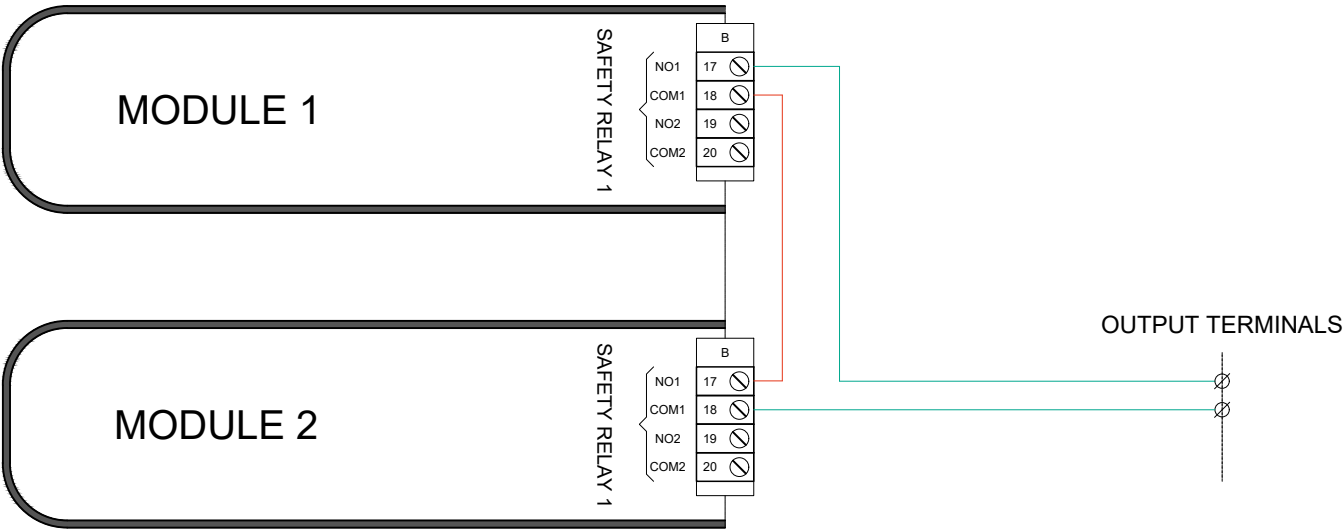 MODULE 1
SAFETY RELAY 1
B
NO1 17
COM1 18
NO2 19
COM2 20
OUTPUT TERMINALS
MODULE 2
SAFETY RELAY 1
B
NO1 17
COM1 18
NO2 19
COM2 20